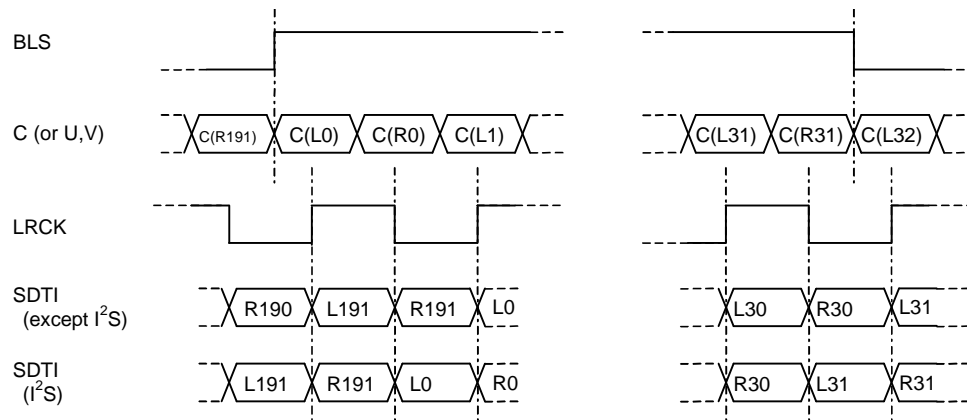 BLS
C (or U,V)
C(R191) C(L0) C(R0) C(L1) C(L31) C(R31) C(L32)
LRCK
SDTI
(except I²S)
R190 L191 R191 L0 L30 R30 L31
SDTI
(I²S)
L191 R191 L0 R0 R30 L31 R31